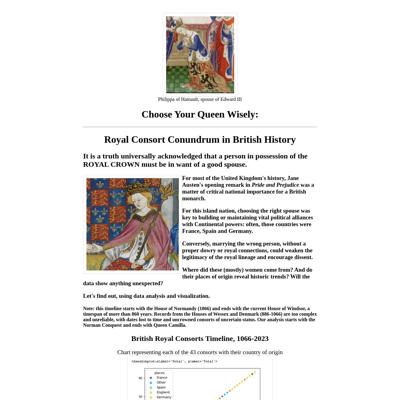 Philippa of Hainault, spouse of Edward III
Choose Your Queen Wisely:
Royal Consort Conundrum in British History
It is a truth universally acknowledged that a person in possession of the
ROYAL CROWN must be in want of a good spouse.
For most of the United Kingdom's history, Jane
Austen's opening remark in Pride and Prejudice was a
matter of critical national importance for a British
monarch.
For this island nation, choosing the right spouse was
key to building or maintaining vital political alliances
with Continental powers: often, those countries were
France, Spain and Germany.
Conversely, marrying the wrong person, without a
proper dowry or royal connections, could weaken the
legitimacy of the royal lineage and encourage dissent.
Where did these (mostly) women come from? And do
their places of origin reveal historic trends? Will the
data show anything unexpected?
Let's find out, using data analysis and visualization.
Note: this timeline starts with the House of Normandy (1066) and ends with the current House of Windsor, a
timespan of more than 860 years. Records from the Houses of Wessex and Denmark (886-1066) are too complex
and unreliable, with dates lost to time and uncrowned consorts of uncertain status. Our analysis starts with the
Norman Conquest and ends with Queen Camilla.
British Royal Consorts Timeline, 1066-2023
Chart representing each of the 43 consorts with their country of origin
places
France
Other
Spain
England
Germany